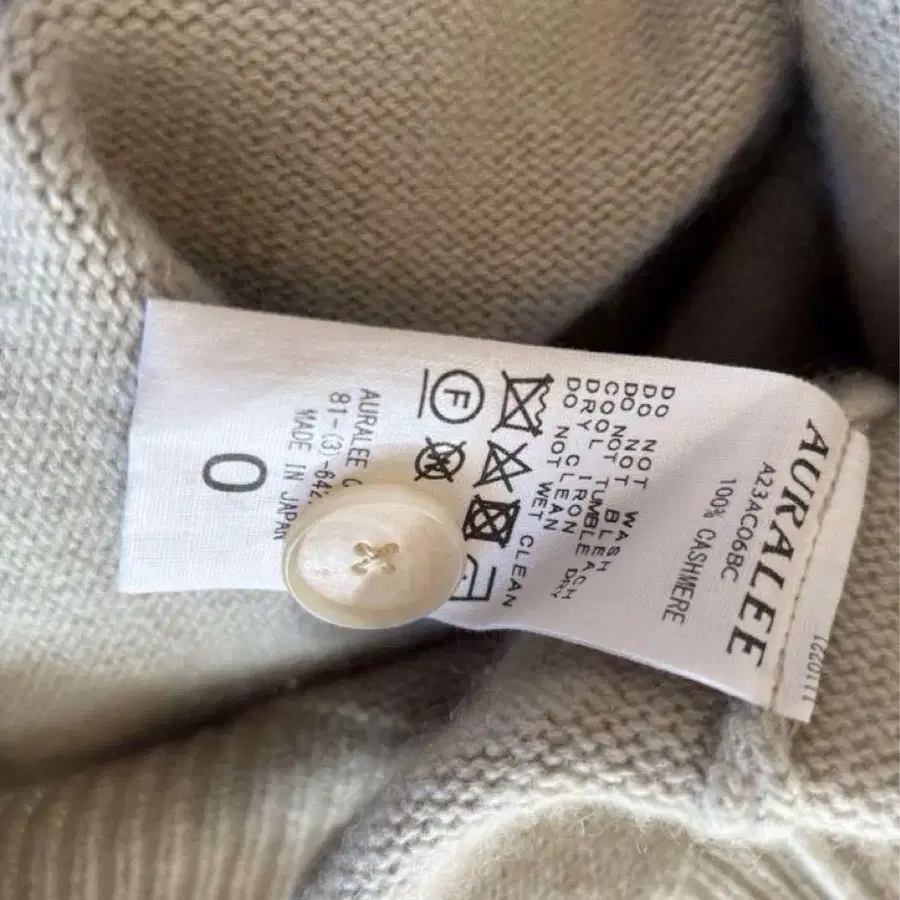 AURALEE
A23AC06BC
100% CASHMERE
DO NOT WASH
DO NOT BLEACH
DO NOT TUMBLE DRY
COOL IRON
DRY CLEAN
DO NOT WET CLEAN
F
W
AURALEE
81-(3)-64
MADE IN JAPAN
0